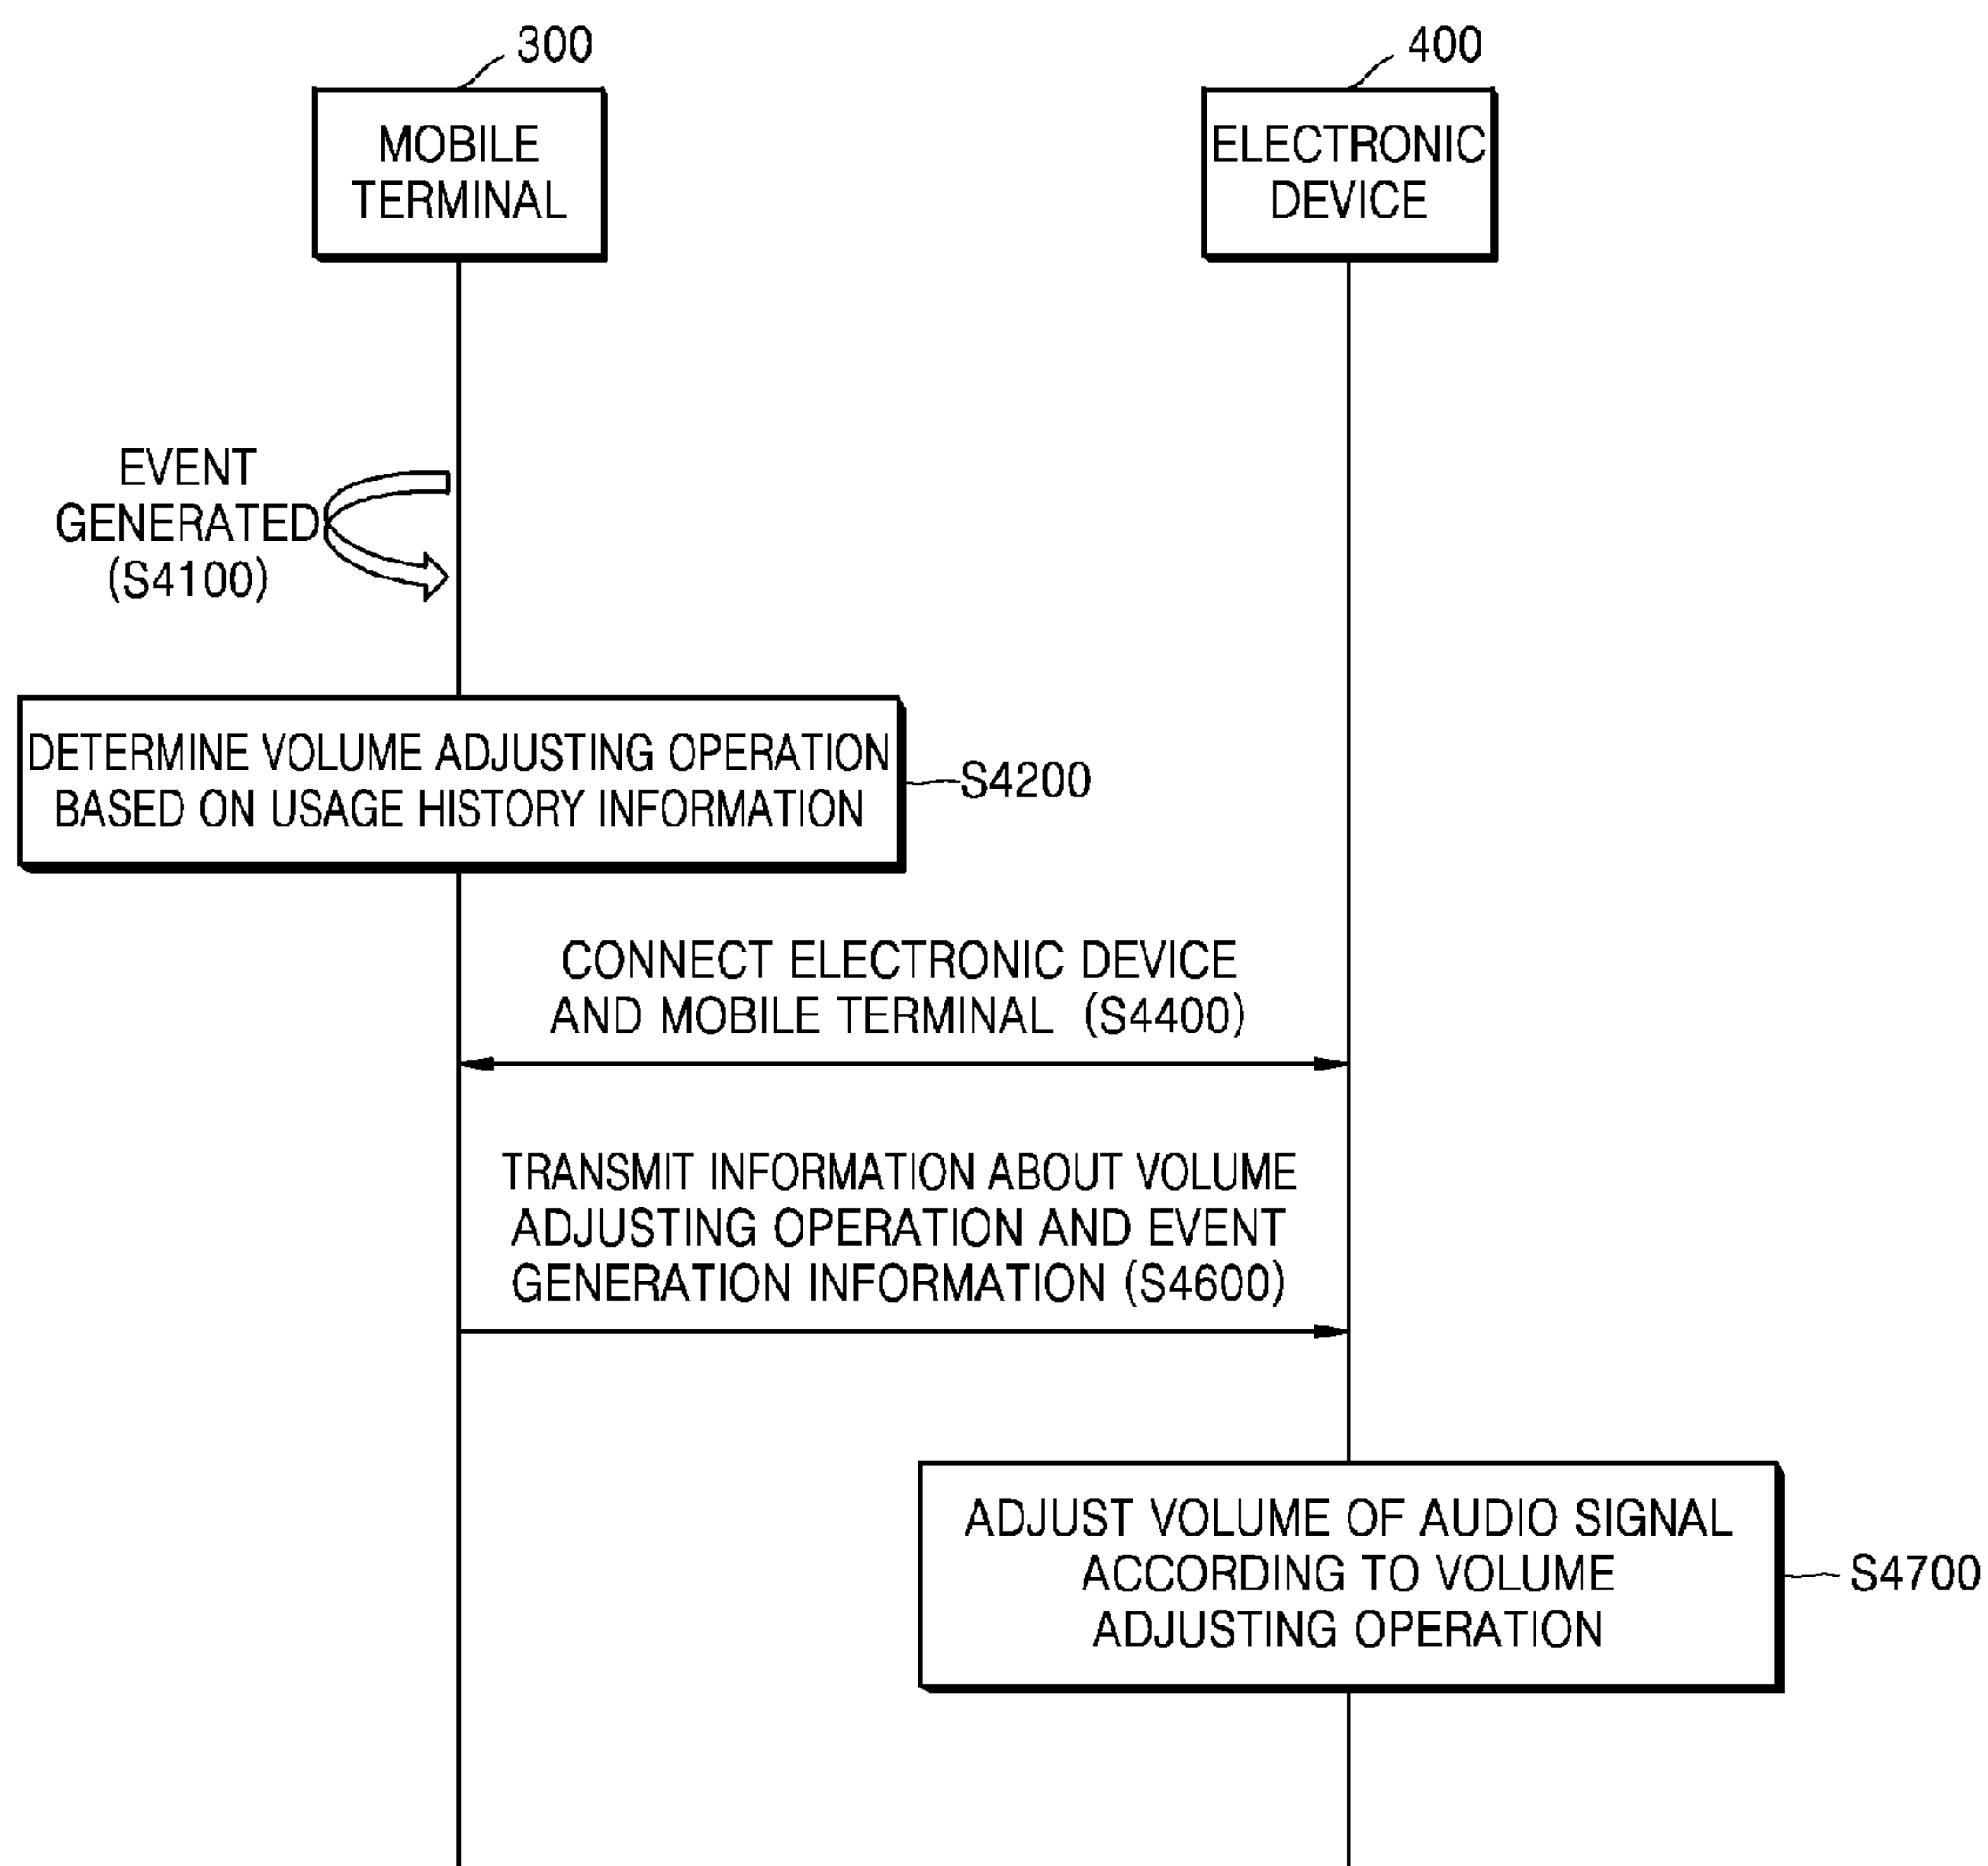 300
400
MOBILE
TERMINAL
ELECTRONIC
DEVICE
EVENT
GENERATED
(S4100)
DETERMINE VOLUME ADJUSTING OPERATION
BASED ON USAGE HISTORY INFORMATION
S4200
CONNECT ELECTRONIC DEVICE
AND MOBILE TERMINAL (S4400)
TRANSMIT INFORMATION ABOUT VOLUME
ADJUSTING OPERATION AND EVENT
GENERATION INFORMATION (S4600)
ADJUST VOLUME OF AUDIO SIGNAL
ACCORDING TO VOLUME
ADJUSTING OPERATION
S4700